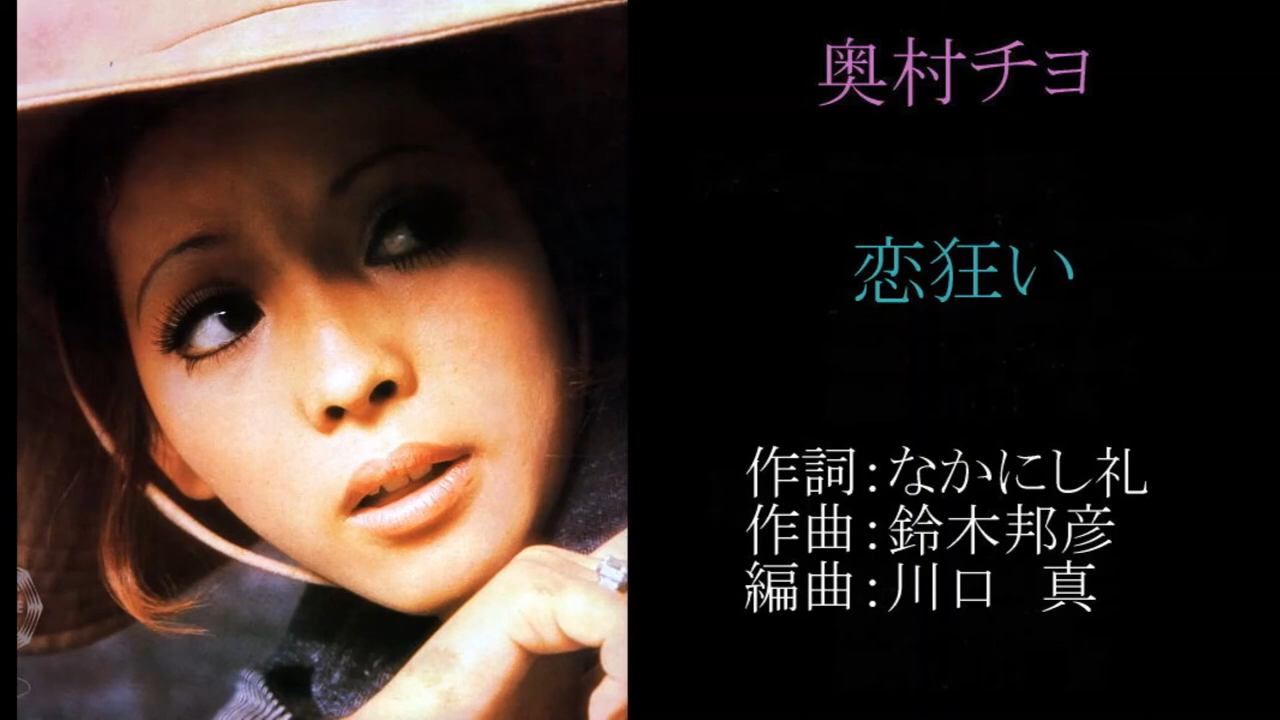 奥村チヨ
恋狂い
作詞：なかにし礼
作曲：鈴木邦彦
編曲：川口　真